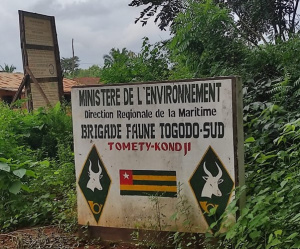 MINISTERE DE L'ENVIRONNEMENT
Direction Regionale de la Maritime
BRIGADE FAUNE TOGODO-SUD
TOMETY-KONDJI